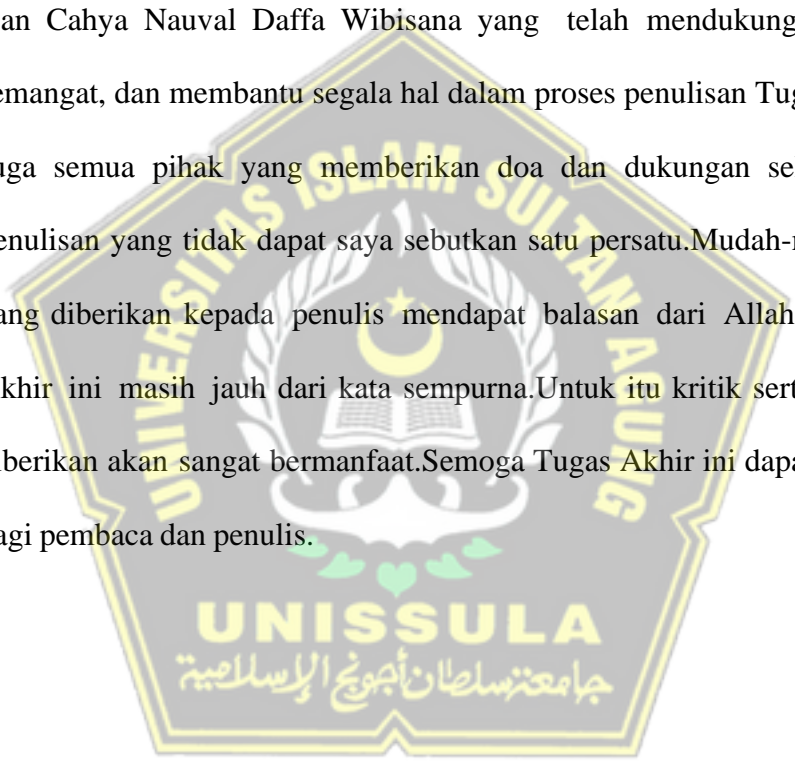 an Cahya Nauval Daffa Wibisana yang telah mendukung
emangat, dan membantu segala hal dalam proses penulisan Tug
uga semua pihak yang memberikan doa dan dukungan se
enulisan yang tidak dapat saya sebutkan satu persatu.Mudah-
ang diberikan kepada penulis mendapat balasan dari Allah
khir ini masih jauh dari kata sempurna.Untuk itu kritik sert
iberikan akan sangat bermanfaat.Semoga Tugas Akhir ini dapa
agi pembaca dan penulis.
UNIVERSITAS ISLAM SULTAN AGUNG
UNISSULA
جامعتسلطان أجونج الإسلامية